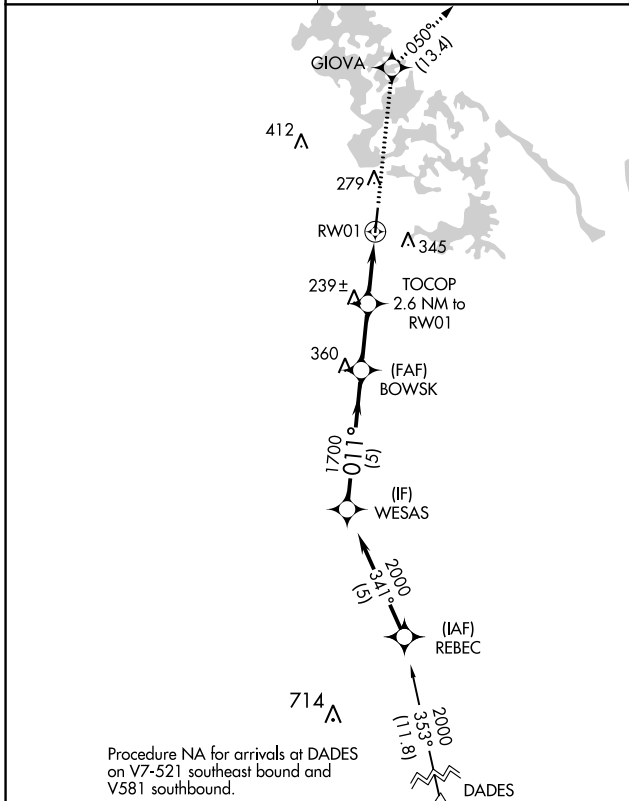 050°
(13.4)
GIOVA
412
279
RW01
345
239±
TOCOP
2.6 NM to
RW01
360
(FAF)
BOWSK
1700
011°
(5)
(IF)
WESAS
2000
341°
(5)
(IAF)
REBEC
714
2000
353°
(11.8)
Procedure NA for arrivals at DADES
on V7-521 southeast bound and
V581 southbound.
DADES